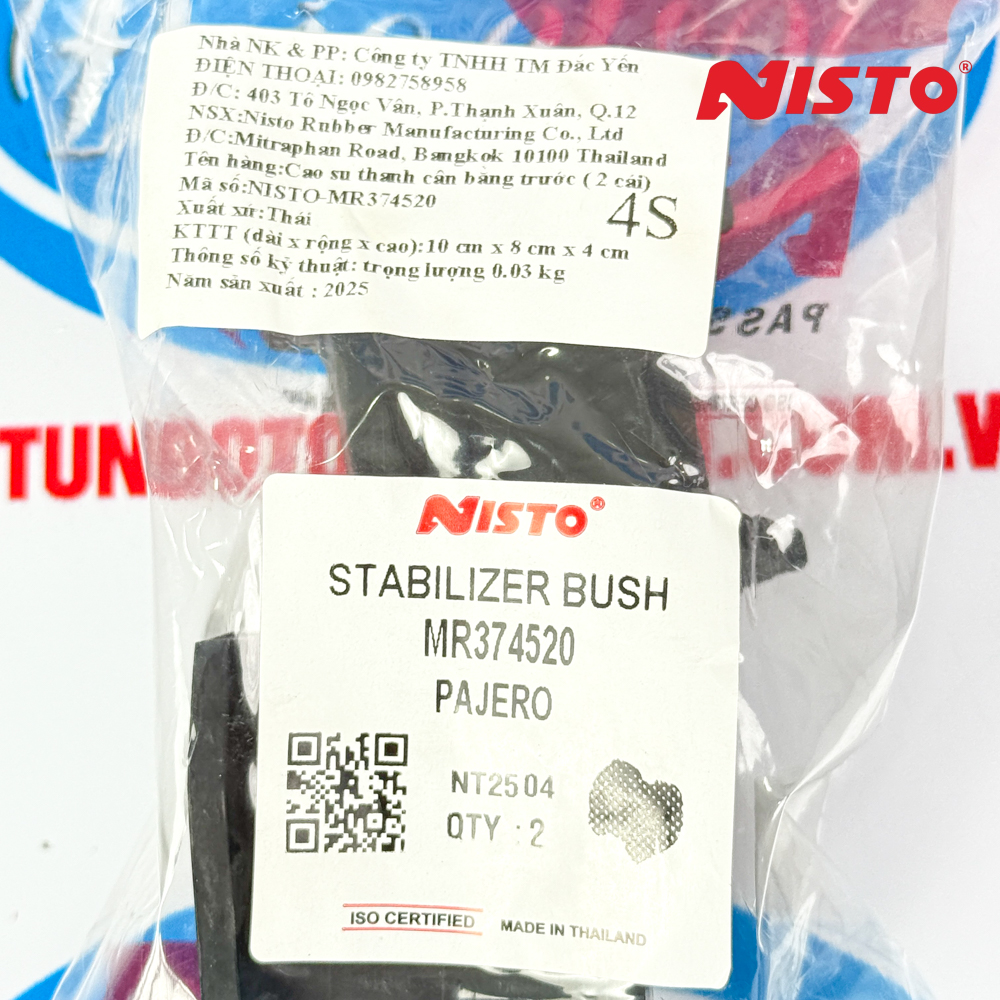 NISTO®
Nhà NK & PP: Công ty TNHH TM Đắc Yến
ĐIỆN THOẠI: 0982758958
Đ/C: 403 Tô Ngọc Vân, P.Thạnh Xuân, Q.12
NSX:Nisto Rubber Manufacturing Co., Ltd
Đ/C:Mitraphan Road, Bangkok 10100 Thailand
Tên hàng:Cao su thanh cân bằng trước ( 2 cái)
Mã số:NISTO-MR374520
Xuất xứ:Thái
4S
KTTT (dài x rộng x cao):10 cm x 8 cm x 4 cm
Thông số kỹ thuật: trọng lượng 0.03 kg
Năm sản xuất : 2025
PASS
NISTO®
STABILIZER BUSH
MR374520
PAJERO
NT2504
QTY : 2
ISO CERTIFIED
MADE IN THAILAND